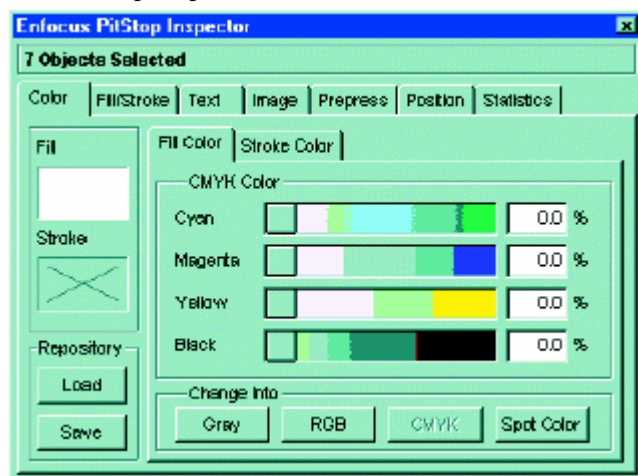 Enfocus PitStop Inspector
7 Objects Selected
Color Fill/Stroke Text Image Prepress Position Statistics
Fill
Fill Color Stroke Color
CMYK Color
Cyan 0.0 %
Stroke
Magenta 0.0 %
Yellow 0.0 %
Repository
Black 0.0 %
Load
Change Into
Save
Gray RGB CMYK Spot Color